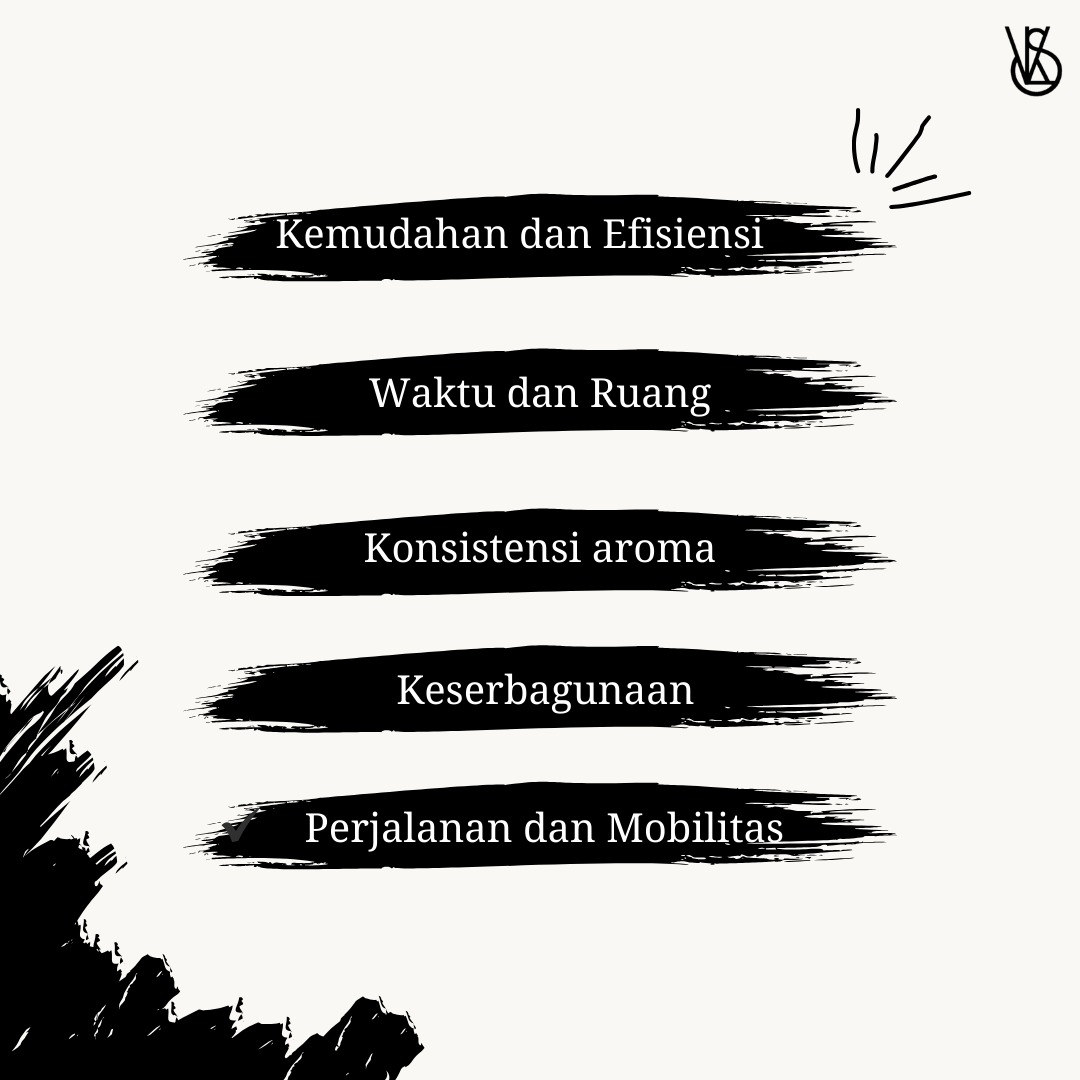 Kemudahan dan Efisiensi
Waktu dan Ruang
Konsistensi aroma
Keserbagunaan
Perjalanan dan Mobilitas